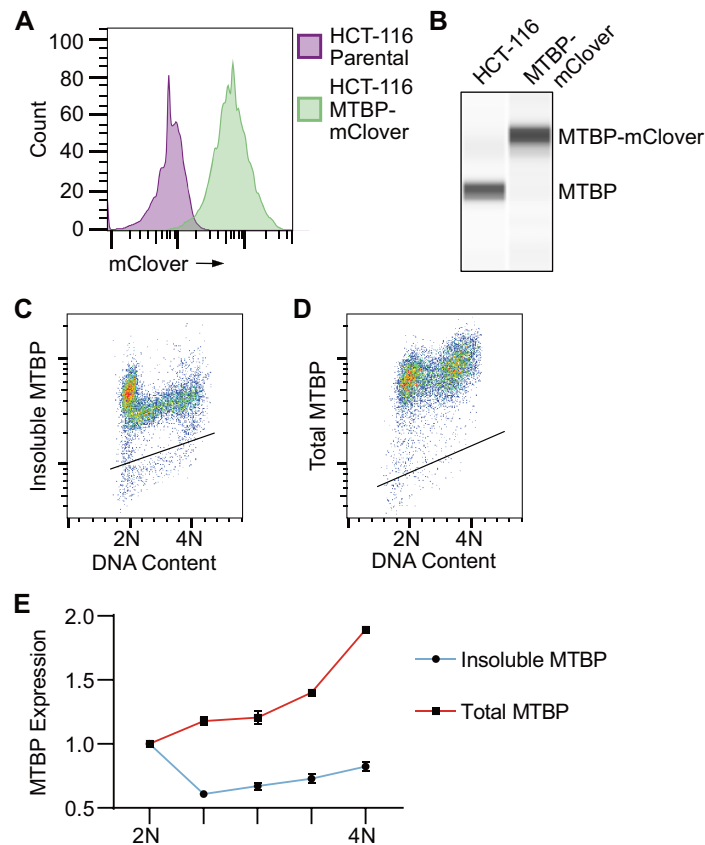 A
100
80
60
40
20
0
Count
mClover
HCT-116
Parental
HCT-116
MTBP-
mClover
B
HCT-116
MTBP-
mClover
MTBP-mClover
MTBP
C
Insoluble MTBP
2N 4N
DNA Content
D
Total MTBP
2N 4N
DNA Content
E
2.0
1.5
1.0
0.5
MTBP Expression
2N 4N
Insoluble MTBP
Total MTBP